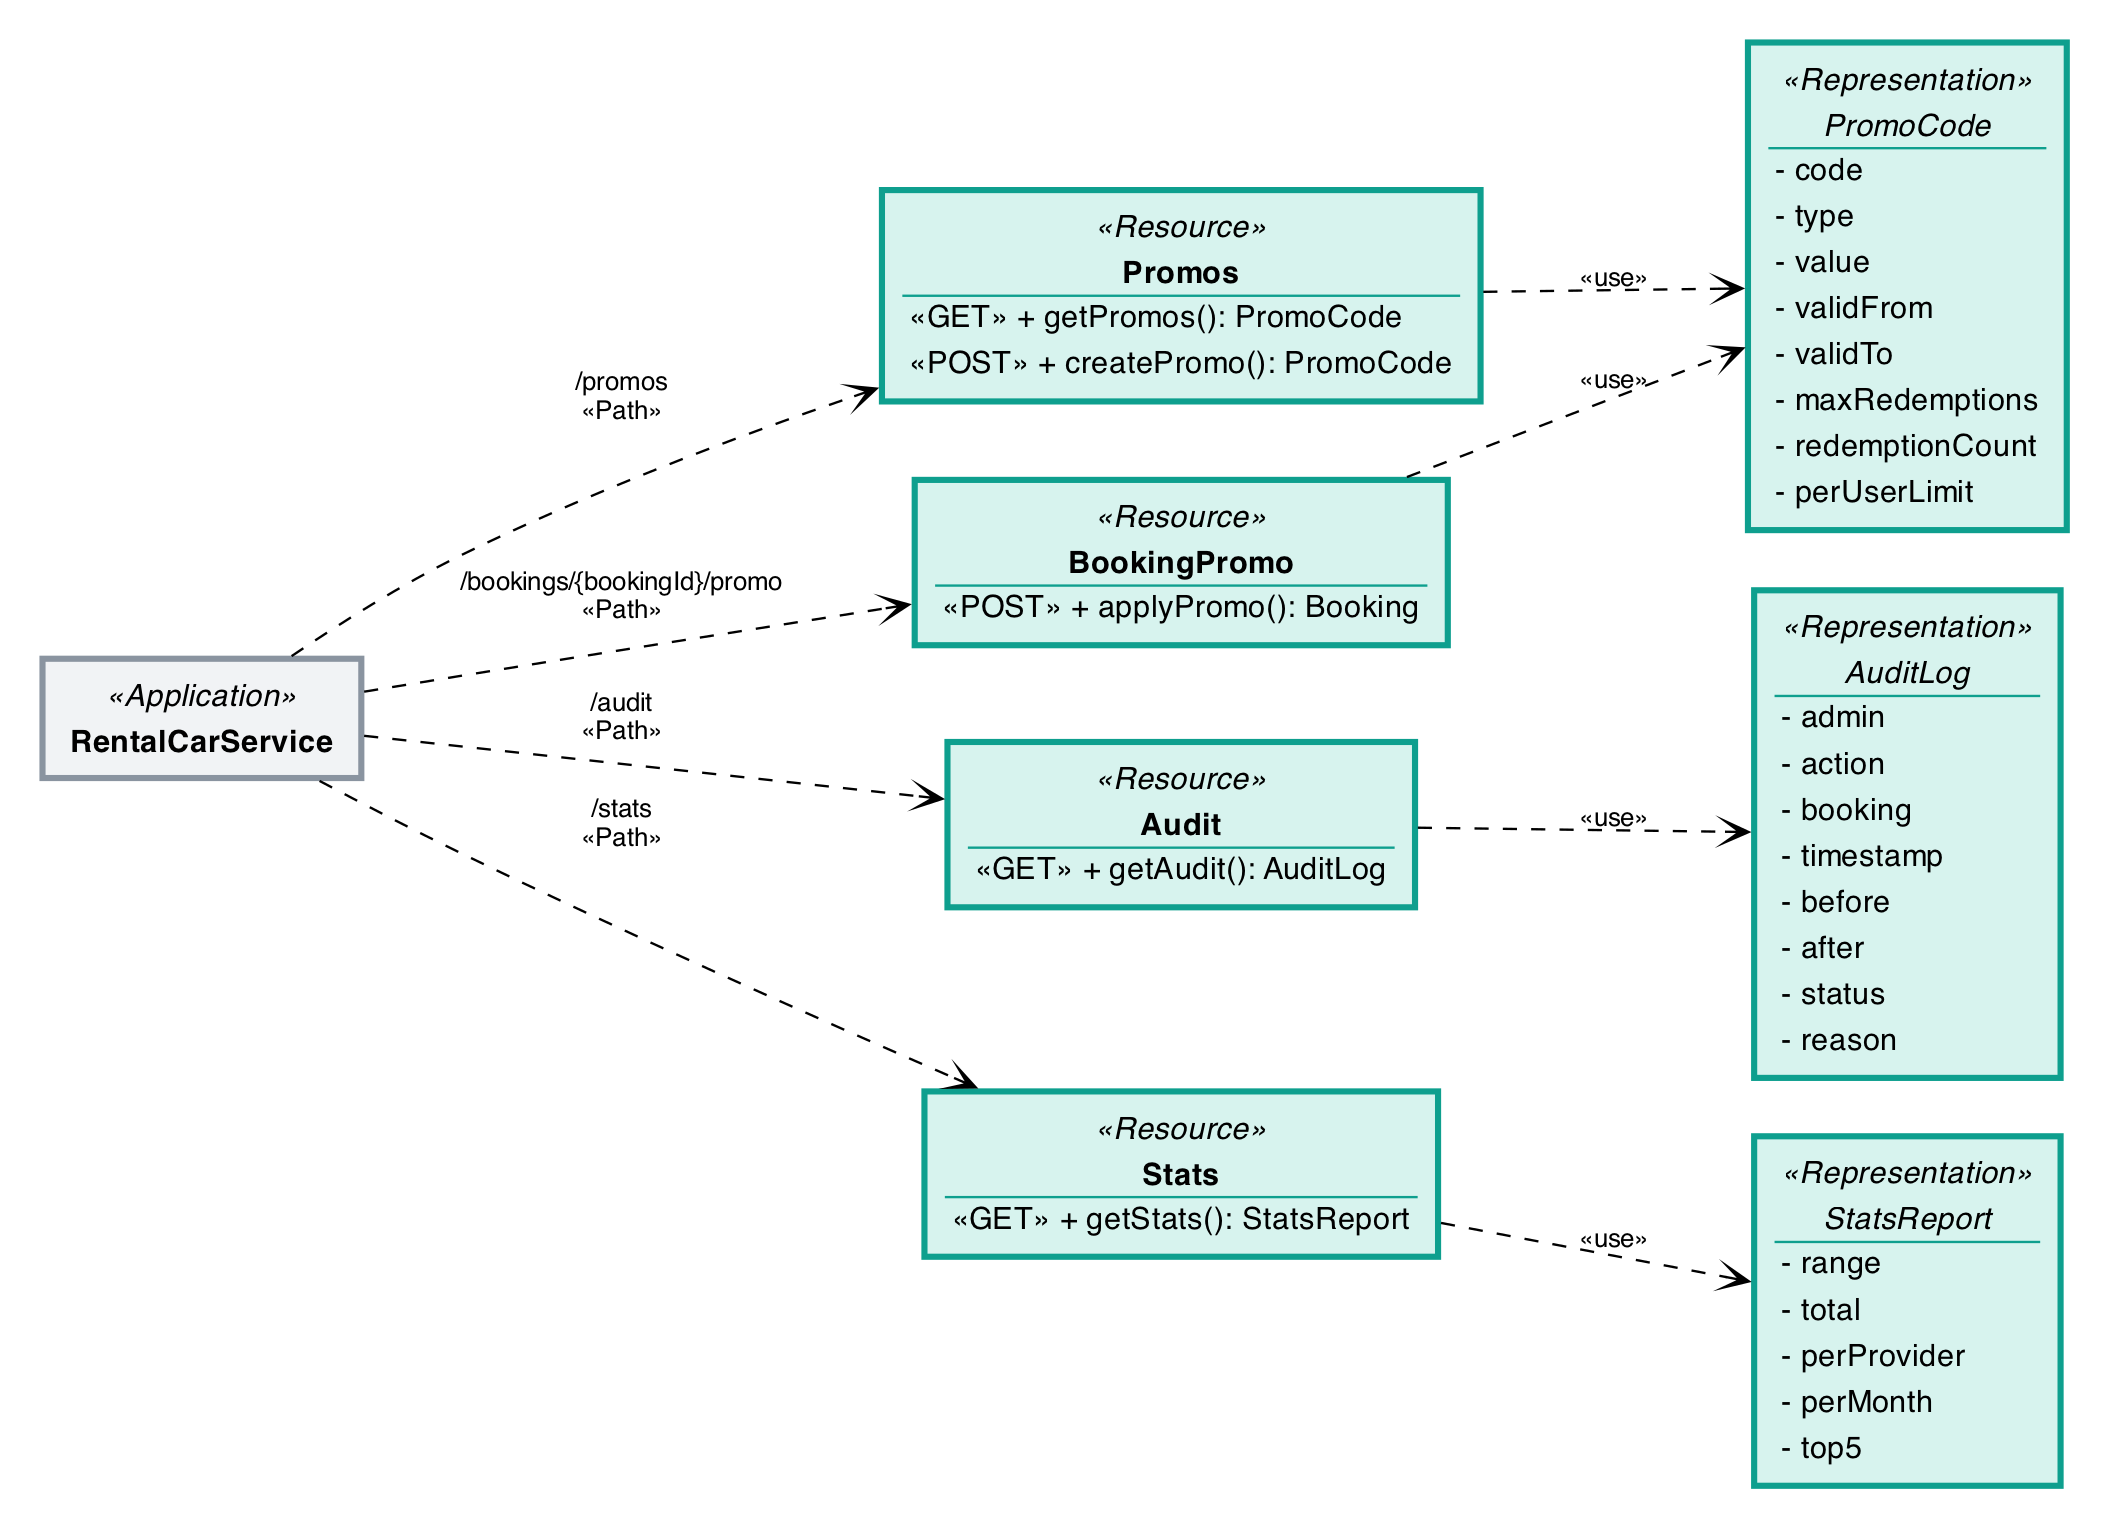 «Application»
RentalCarService
/promos
«Path»
/bookings/{bookingId}/promo
«Path»
/audit
«Path»
/stats
«Path»
«Resource»
Promos
«GET» + getPromos(): PromoCode
«POST» + createPromo(): PromoCode
«Resource»
BookingPromo
«POST» + applyPromo(): Booking
«Resource»
Audit
«GET» + getAudit(): AuditLog
«Resource»
Stats
«GET» + getStats(): StatsReport
«use»
«use»
«use»
«use»
«Representation»
PromoCode
- code
- type
- value
- validFrom
- validTo
- maxRedemptions
- redemptionCount
- perUserLimit
«Representation»
AuditLog
- admin
- action
- booking
- timestamp
- before
- after
- status
- reason
«Representation»
StatsReport
- range
- total
- perProvider
- perMonth
- top5